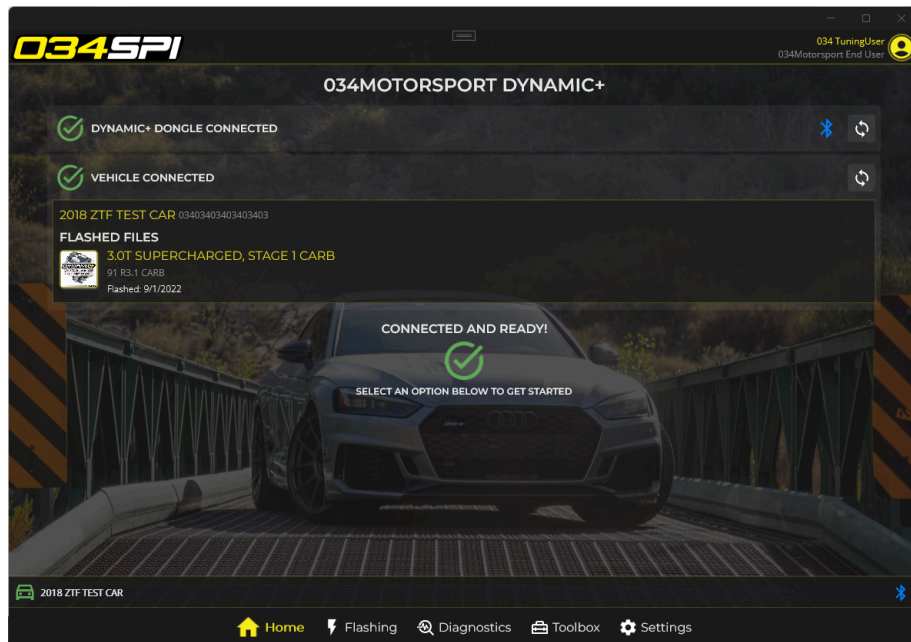 034SPI
034 TuningUser
034Motorsport End User
034MOTORSPORT DYNAMIC+
DYNAMIC+ DONGLE CONNECTED
VEHICLE CONNECTED
2018 ZTF TEST CAR 03403403403403403
FLASHED FILES
3.0T SUPERCHARGED, STAGE 1 CARB
91 R3.1 CARB
Flashed: 9/1/2022
CONNECTED AND READY!
SELECT AN OPTION BELOW TO GET STARTED
2018 ZTF TEST CAR
Home Flashing Diagnostics Toolbox Settings